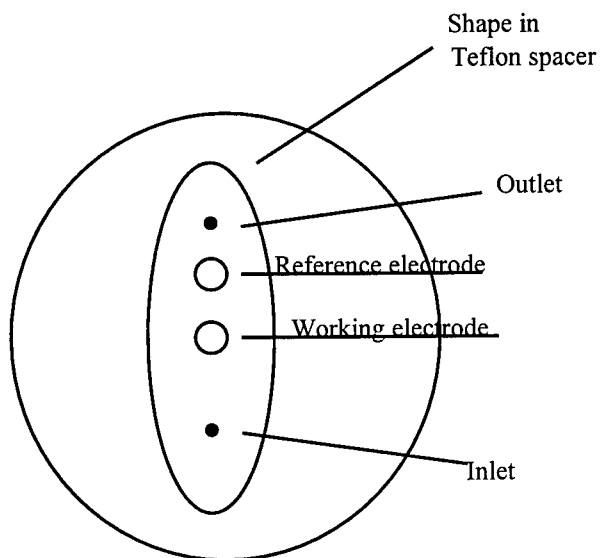 Shape in
Teflon spacer
Outlet
Reference electrode
Working electrode
Inlet